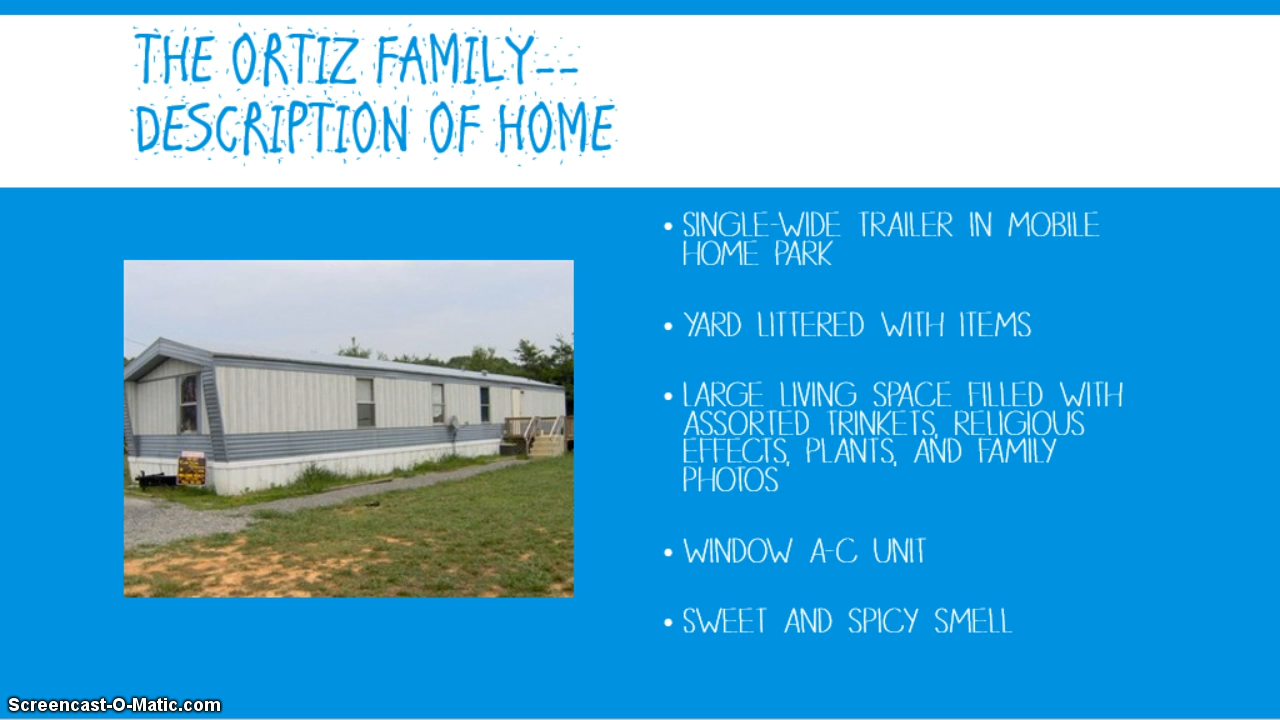 THE ORTIZ FAMILY--
DESCRIPTION OF HOME
• SINGLE-WIDE TRAILER IN MOBILE
HOME PARK
• YARD LITTERED WITH ITEMS
• LARGE LIVING SPACE FILLED WITH
ASSORTED TRINKETS, RELIGIOUS
EFFECTS, PLANTS, AND FAMILY
PHOTOS
• WINDOW A-C UNIT
• SWEET AND SPICY SMELL
Screencast-O-Matic.com